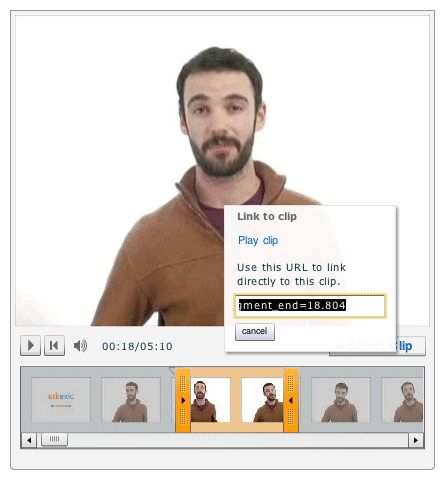 Link to clip
Play clip
Use this URL to link
directly to this clip.
gment_end=18.804
cancel
00:18/05:10
Select Clip